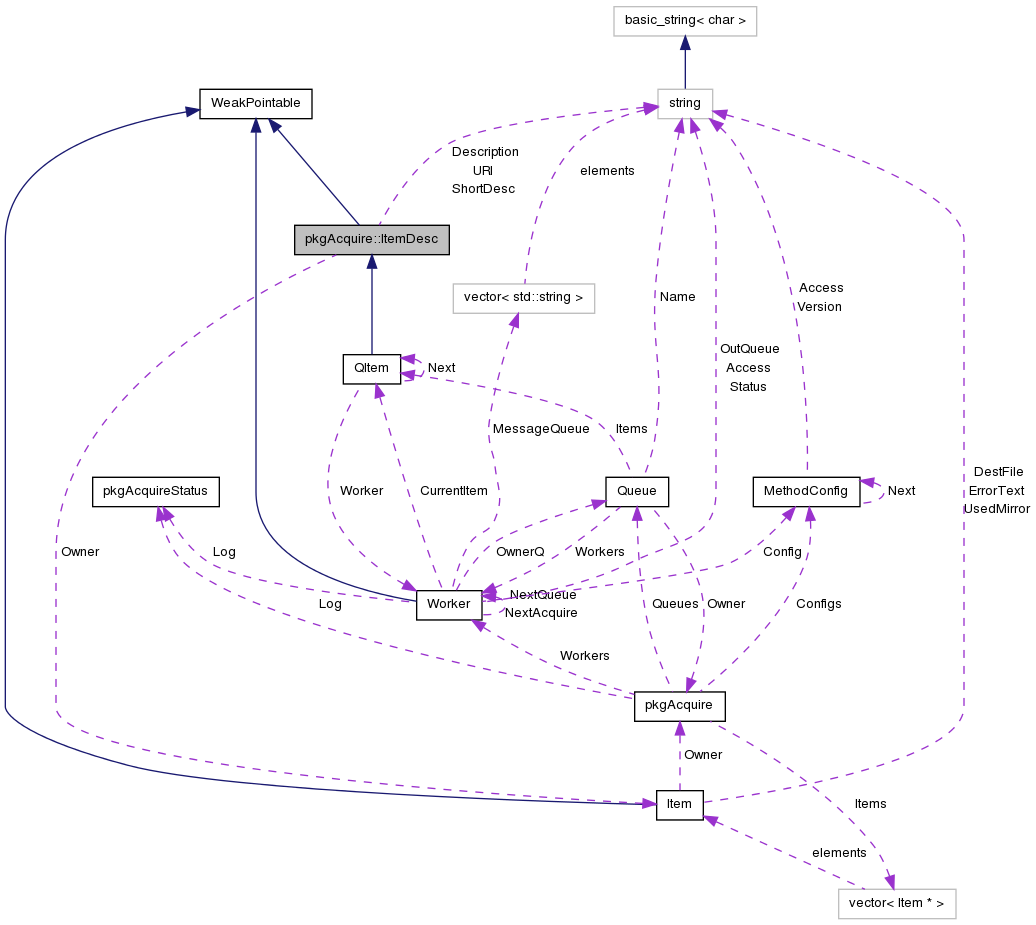 basic_string< char >
WeakPointable
string
Description
URI
ShortDesc
elements
pkgAcquire::ItemDesc
vector< std::string >
Name
Access
Version
OutQueue
Access
Status
QItem
Next
MessageQueue
Items
DestFile
ErrorText
UsedMirror
pkgAcquireStatus
Worker
CurrentItem
Queue
MethodConfig
Next
Owner
Log
OwnerQ
Workers
Config
Worker
NextQueue
NextAcquire
Log
Queues
Owner
Configs
Workers
pkgAcquire
Owner
Item
Items
elements
vector< Item * >